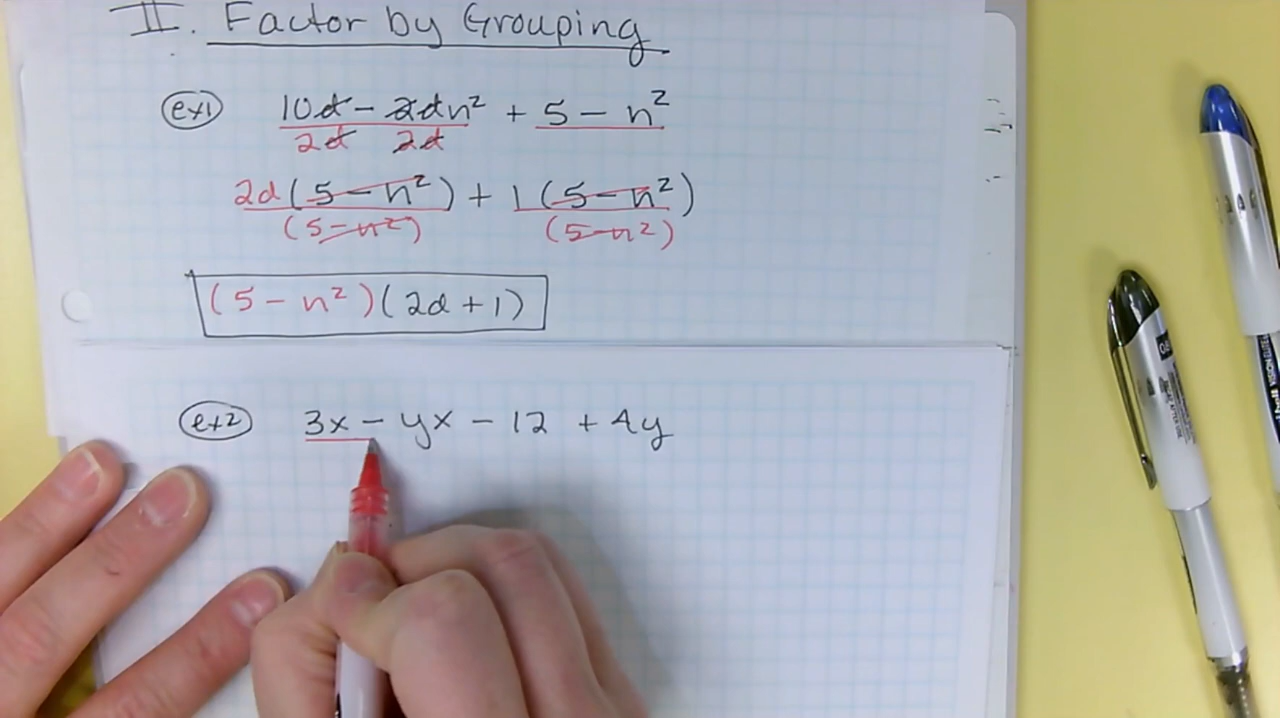 II. Factor by Grouping
ex1 10d - 2dn² + 5 - n²
2d 2d
2d(5 - n²) + 1(5 - n²)
(5 - n²) (5 - n²)
(5 - n²)(2d + 1)
ex2 3x - yx - 12 + 4y